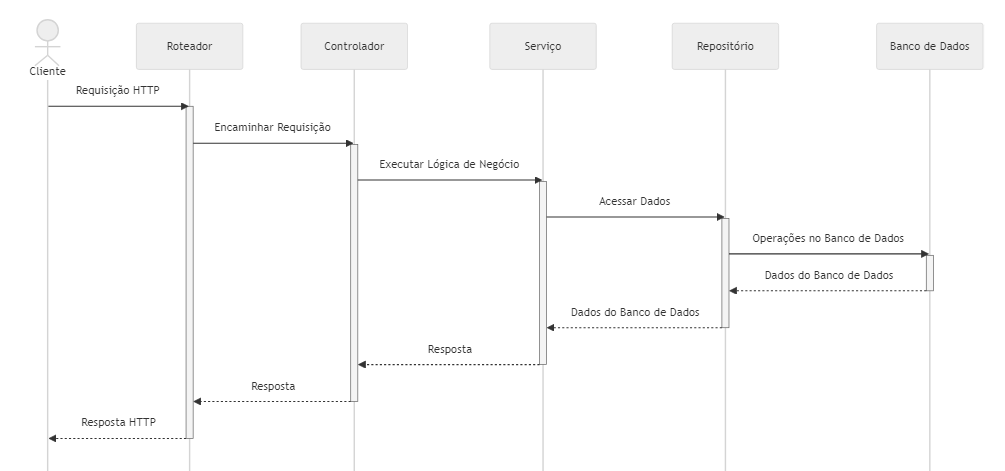 Cliente
Roteador
Controlador
Serviço
Repositório
Banco de Dados
Requisição HTTP
Encaminhar Requisição
Executar Lógica de Negócio
Acessar Dados
Operações no Banco de Dados
Dados do Banco de Dados
Dados do Banco de Dados
Resposta
Resposta
Resposta HTTP